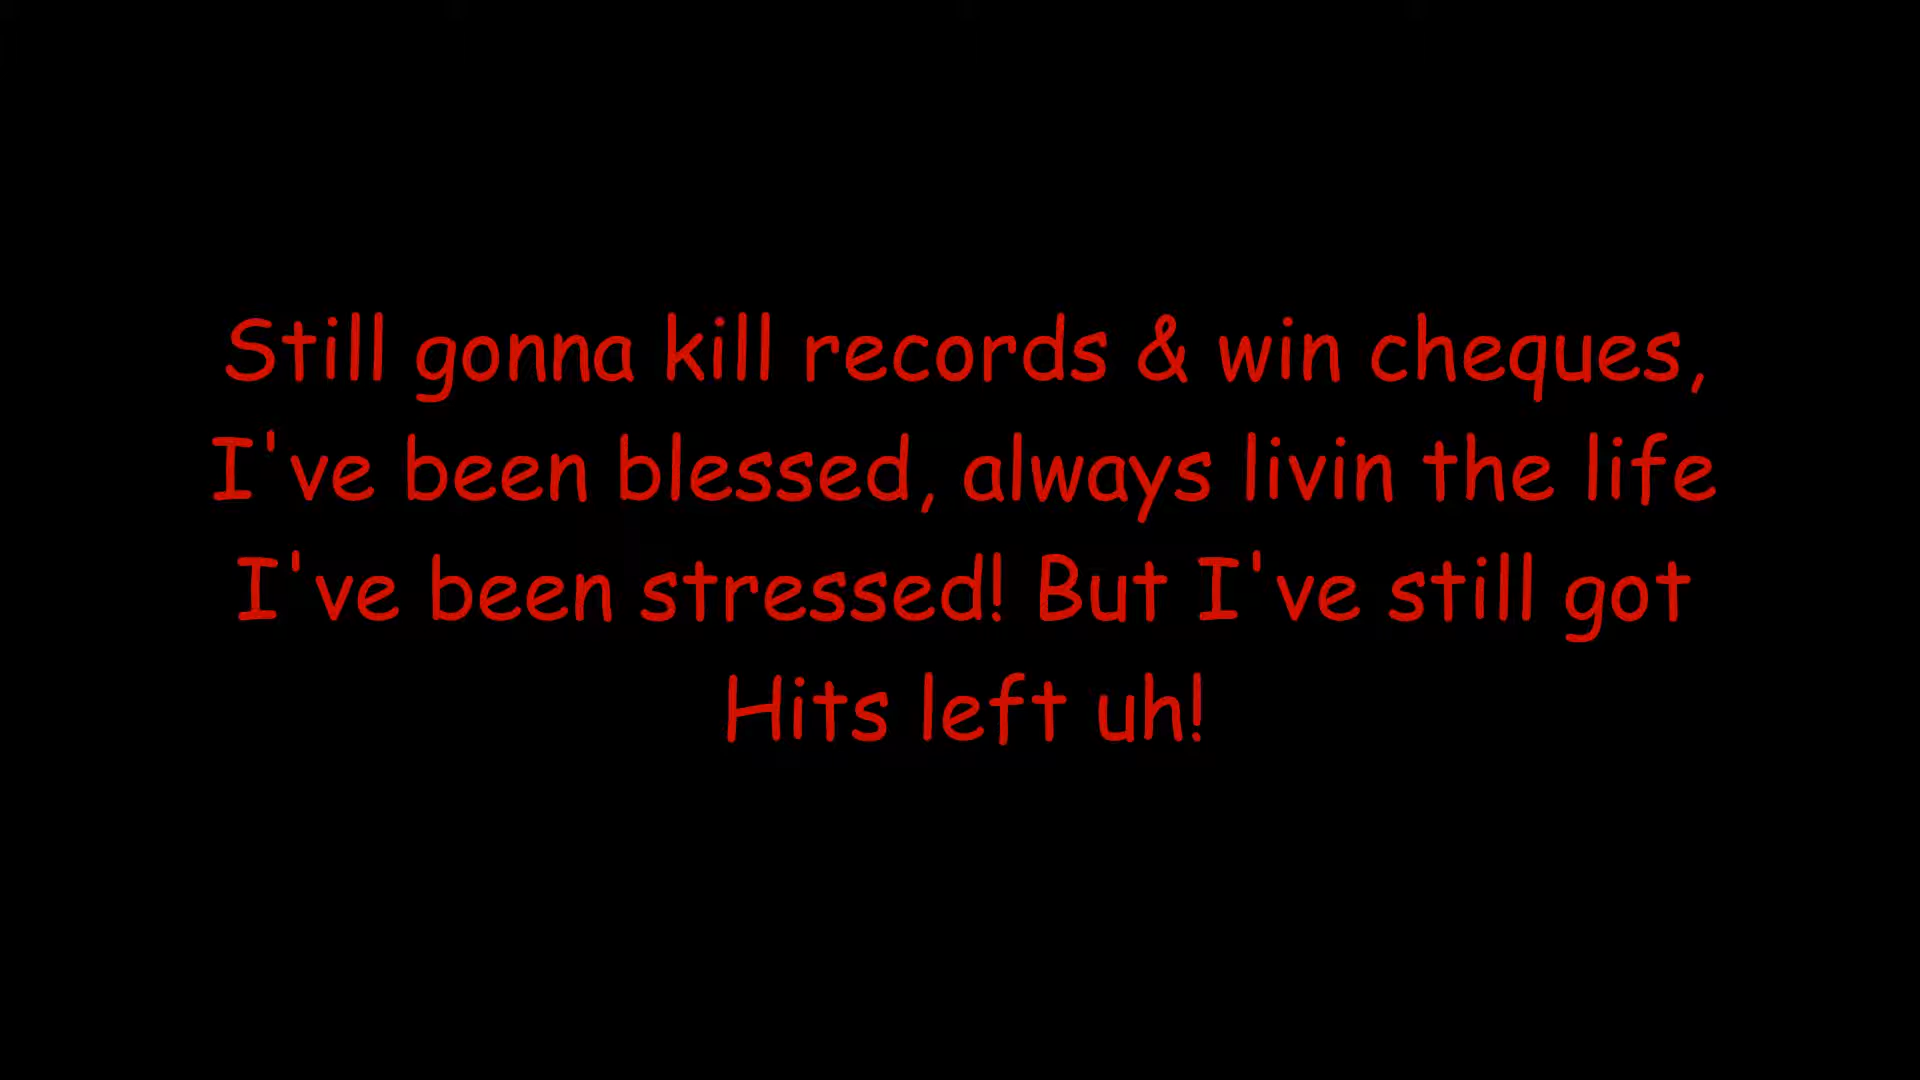 Still gonna kill records & win cheques,
I've been blessed, always livin the life
I've been stressed! But I've still got
Hits left uh!